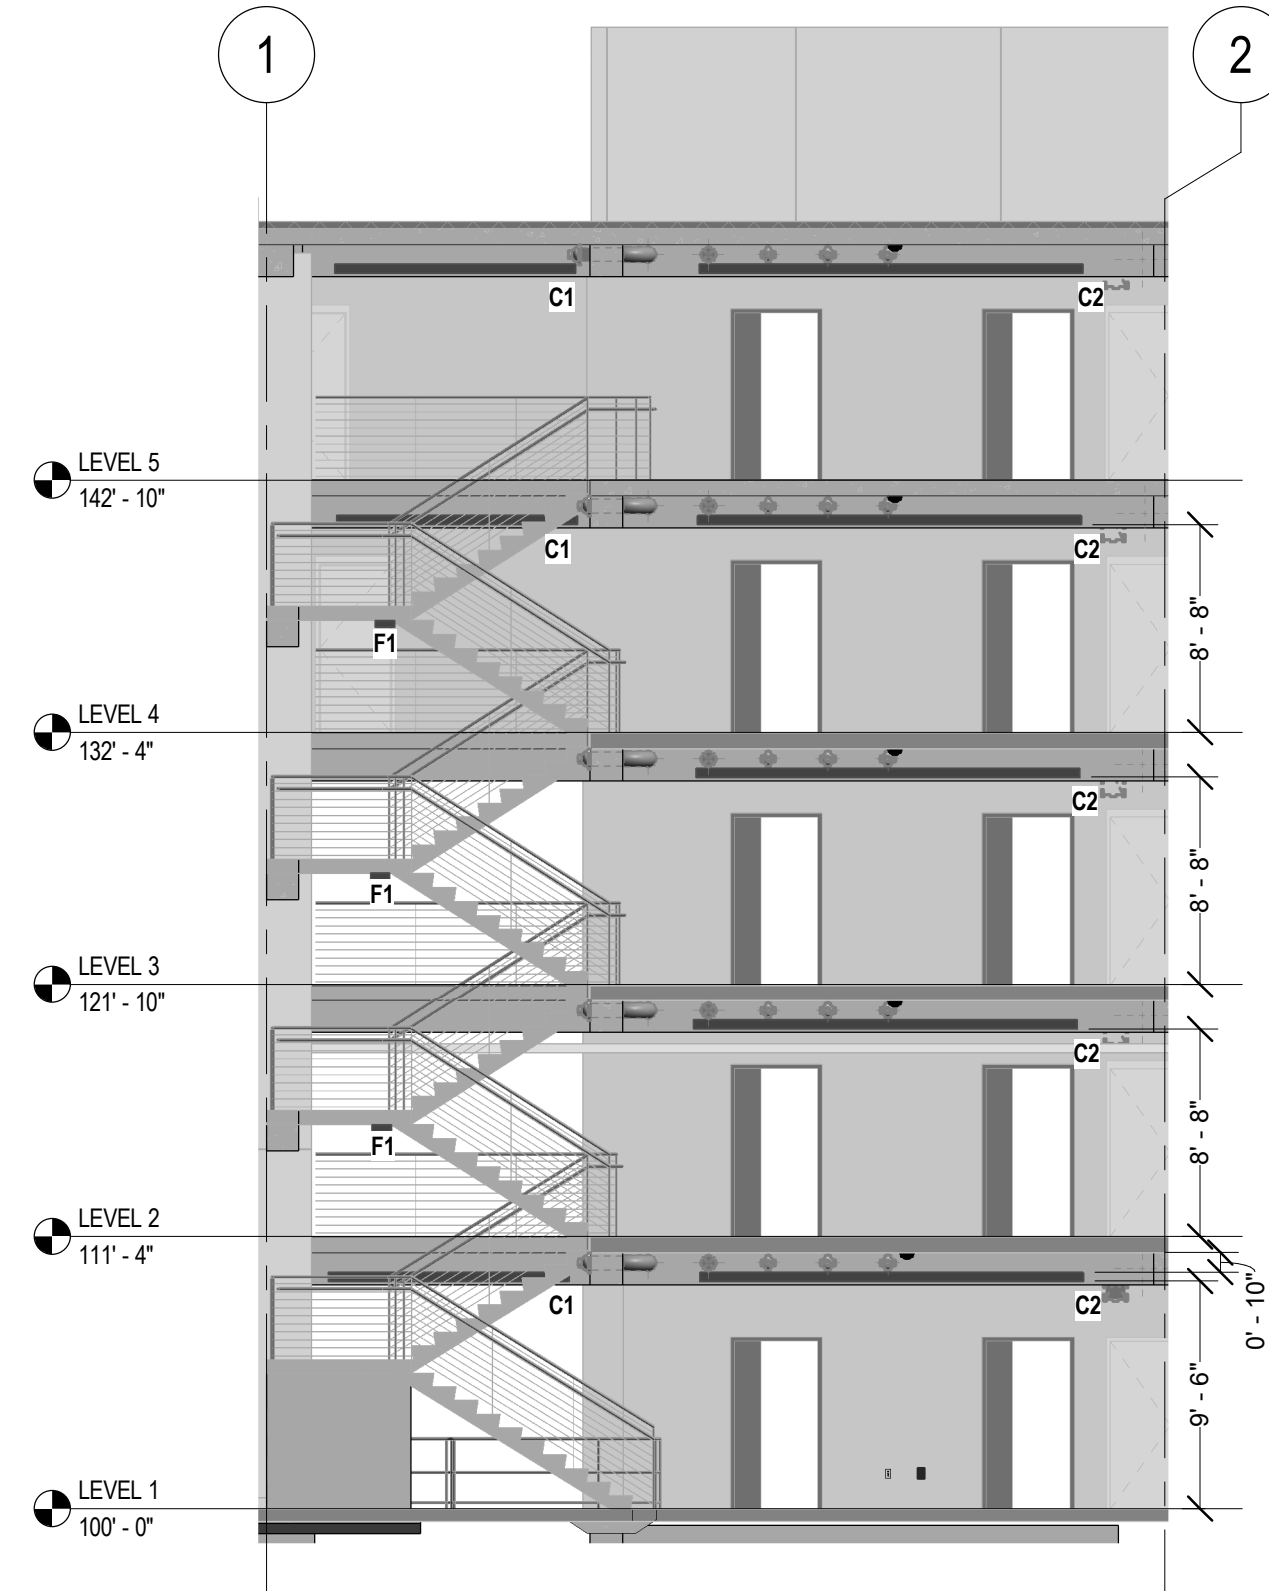 1
2
C1
C2
LEVEL 5
142' - 10"
C1
C2
8' - 8"
F1
LEVEL 4
132' - 4"
C2
8' - 8"
F1
LEVEL 3
121' - 10"
C2
8' - 8"
F1
LEVEL 2
111' - 4"
C1
C2
0' - 10"
9' - 6"
LEVEL 1
100' - 0"